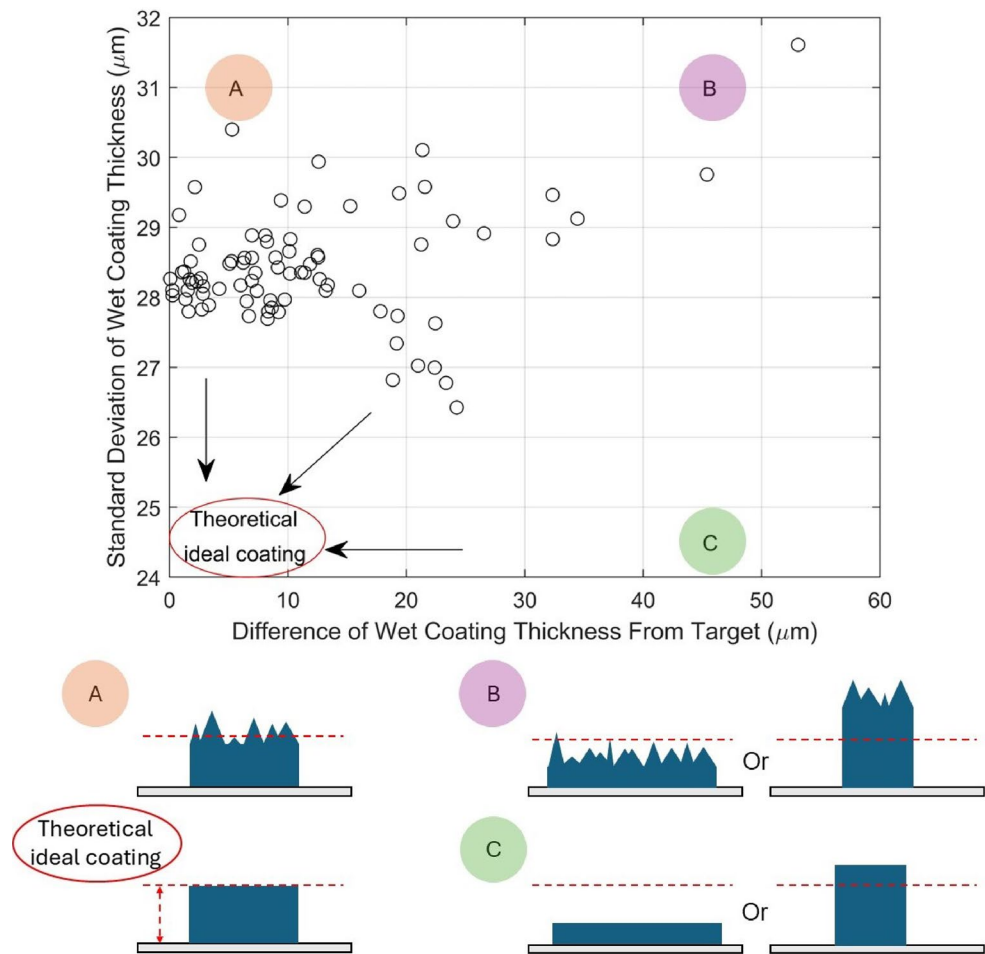 Standard Deviation of Wet Coating Thickness (μm)
32
31
30
29
28
27
26
25
24
A
B
Theoretical
ideal coating
C
0
10
20
30
40
50
60
Difference of Wet Coating Thickness From Target (μm)
A
B
Or
Theoretical
ideal coating
C
Or